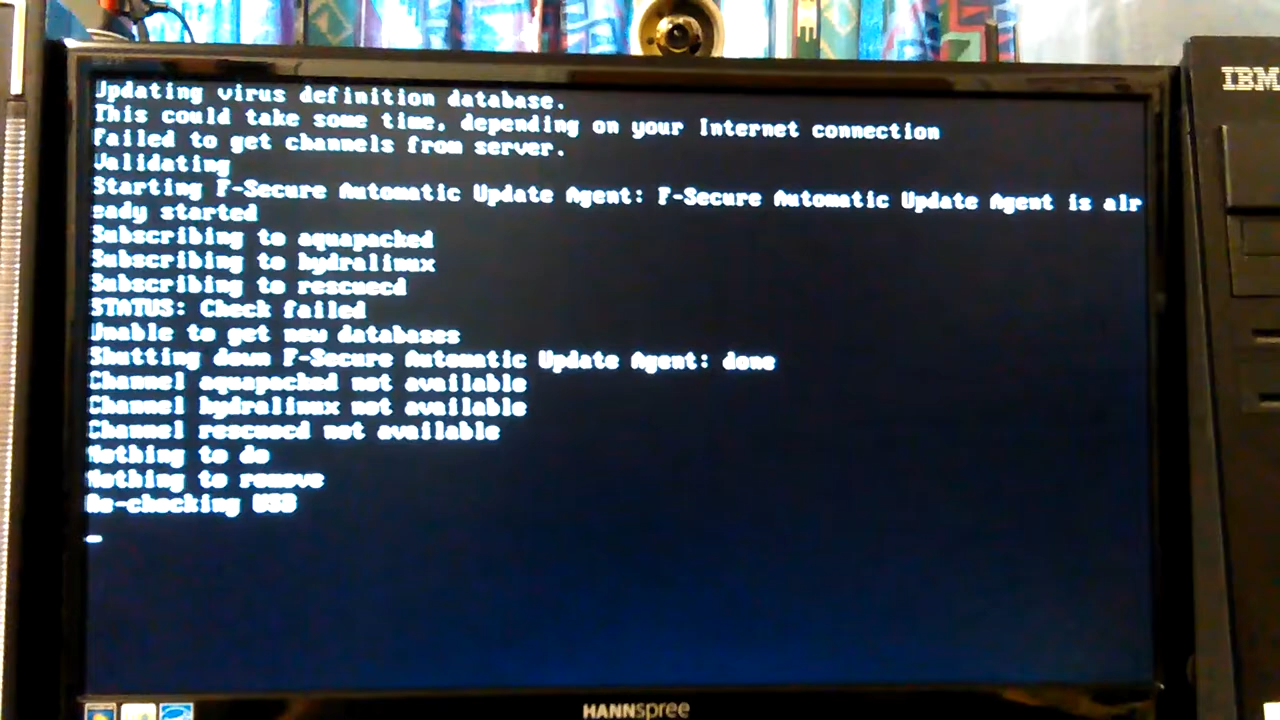 Updating virus definition database.
This could take some time, depending on your Internet connection
Failed to get channels from server.
Validating
Starting F-Secure Automatic Update Agent: F-Secure Automatic Update Agent is alr
eady started
Subscribing to aquapacked
Subscribing to hydralinux
Subscribing to rescuecd
STATUS: Check failed
Unable to get new databases
Shutting down F-Secure Automatic Update Agent: done
Channel aquapacked not available
Channel hydralinux not available
Channel rescuecd not available
Nothing to do
Nothing to remove
Re-checking USB
IBM
HANNspree